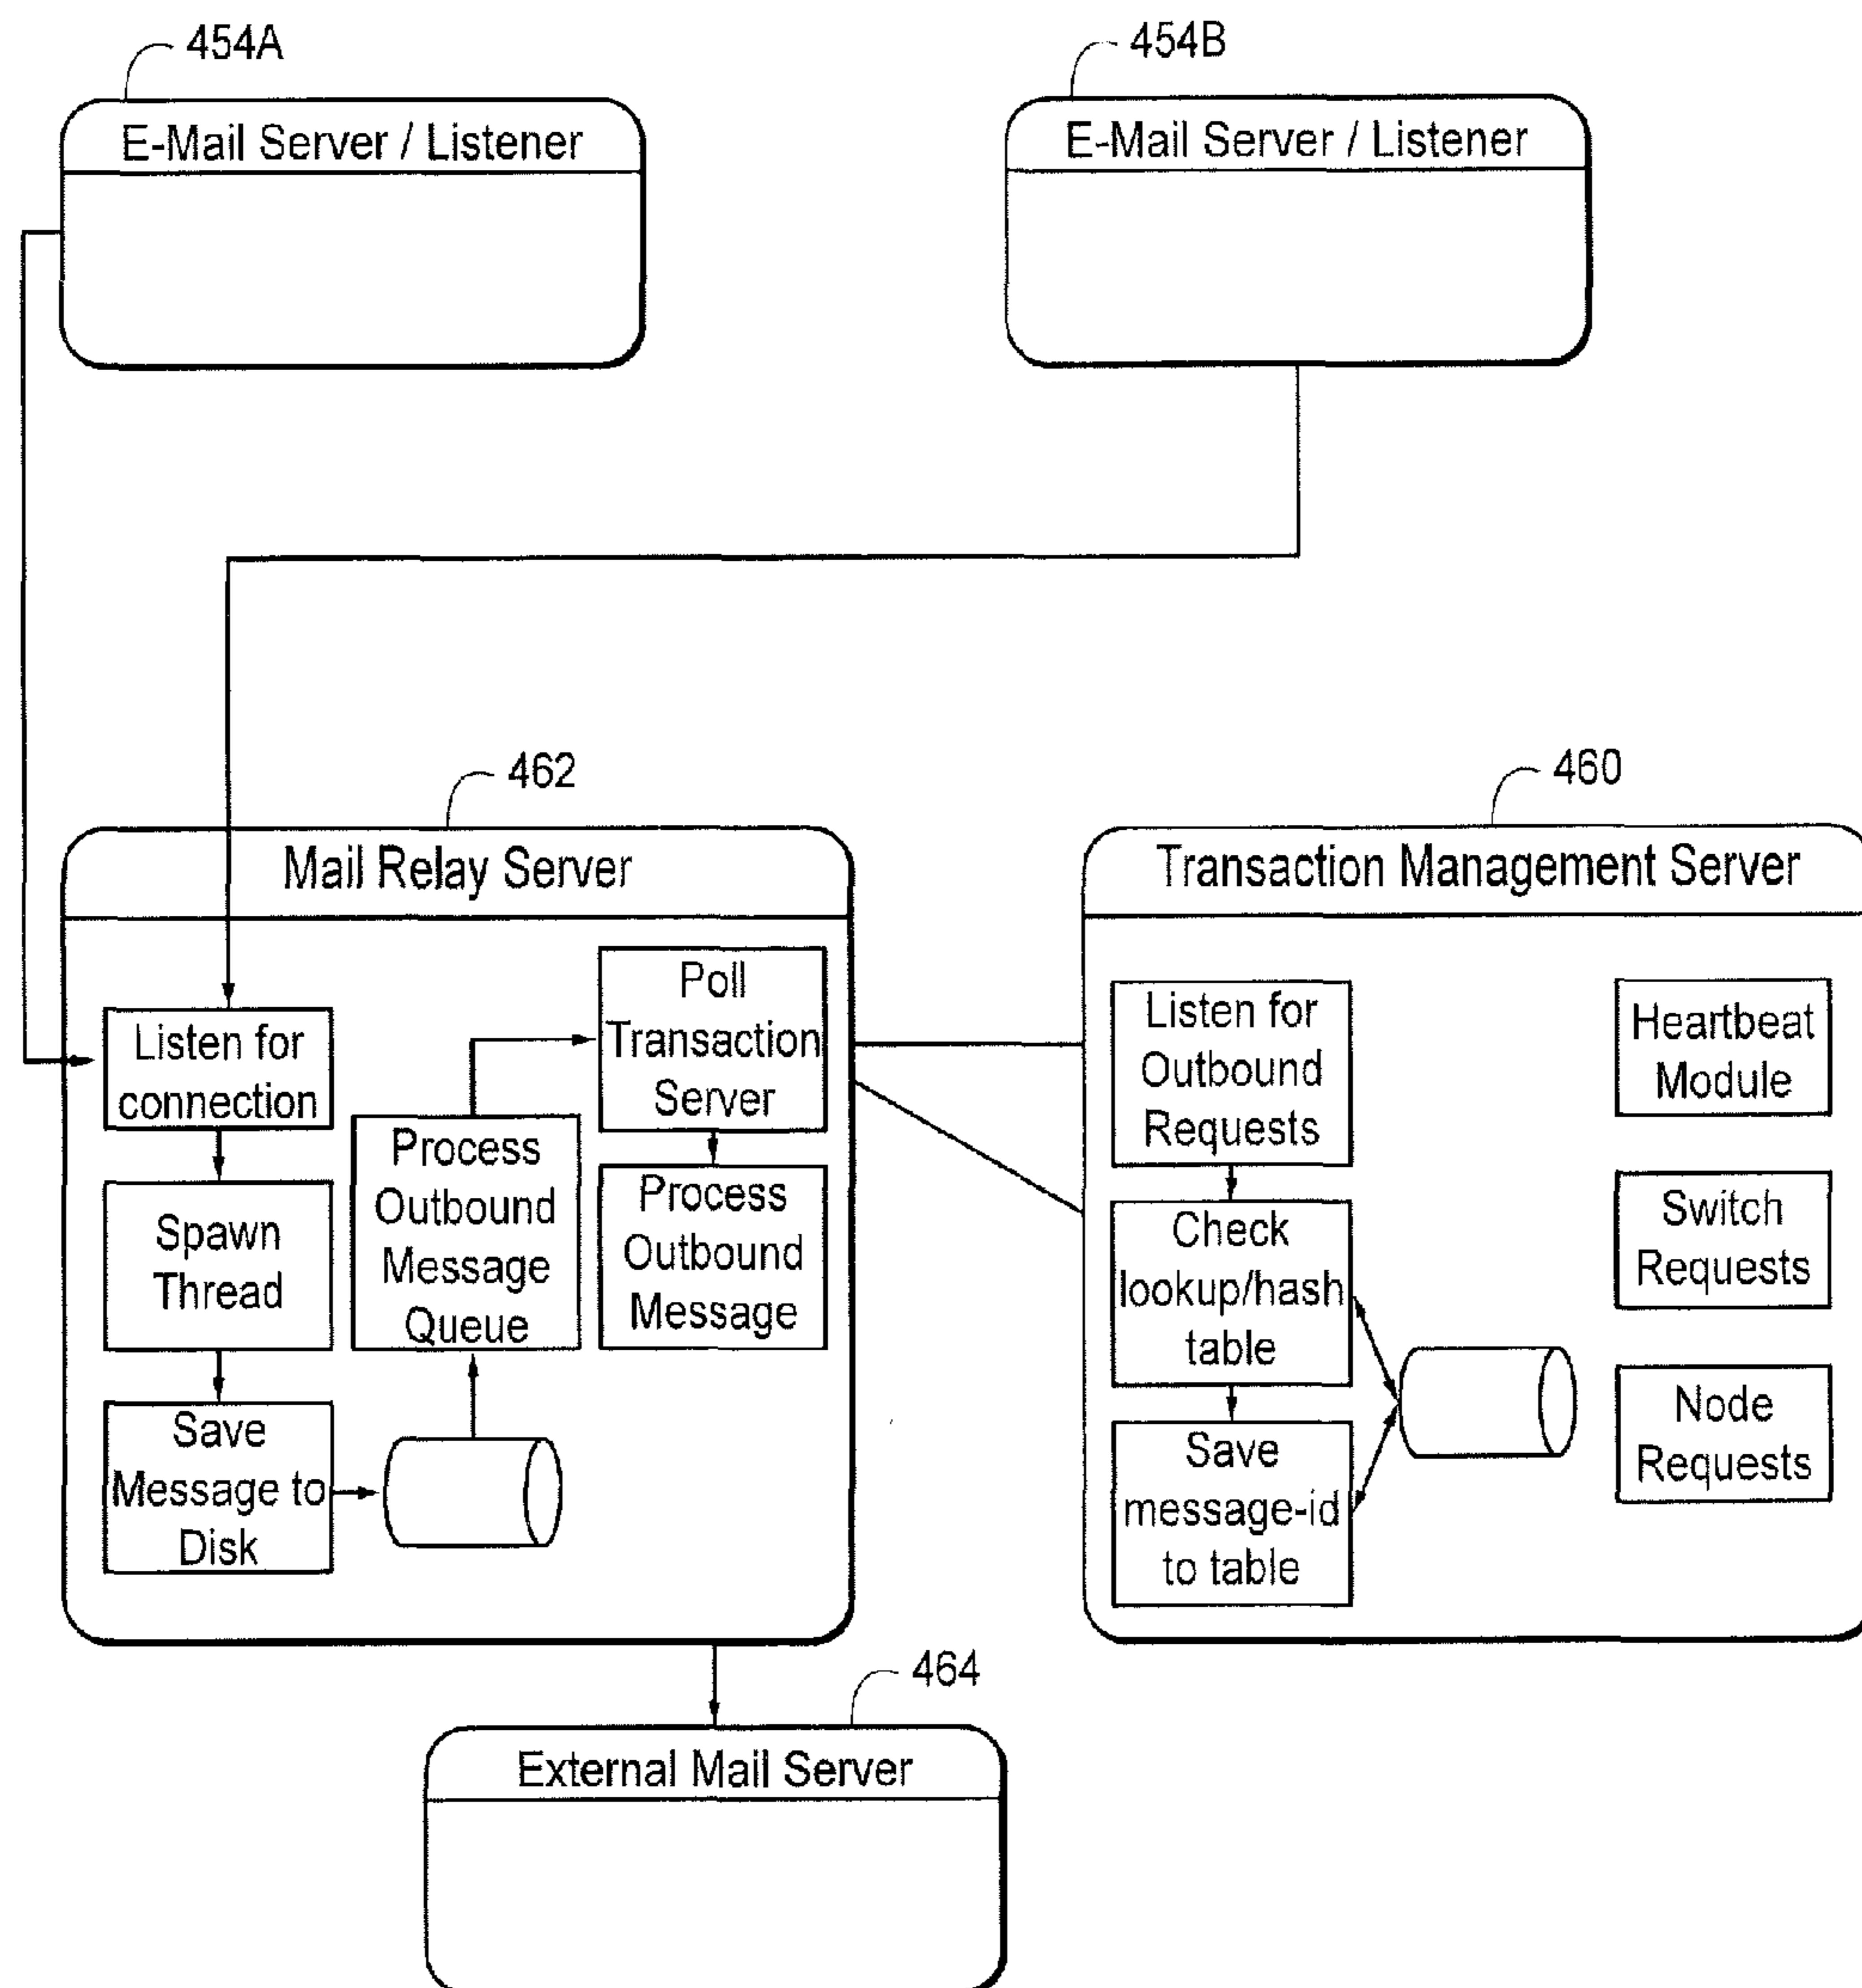 454A
454B
E-Mail Server / Listener
E-Mail Server / Listener
462
460
Mail Relay Server
Transaction Management Server
Listen for
connection
Spawn
Thread
Save
Message to
Disk
Process
Outbound
Message
Queue
Poll
Transaction
Server
Process
Outbound
Message
Listen for
Outbound
Requests
Check
lookup/hash
table
Save
message-id
to table
Heartbeat
Module
Switch
Requests
Node
Requests
464
External Mail Server